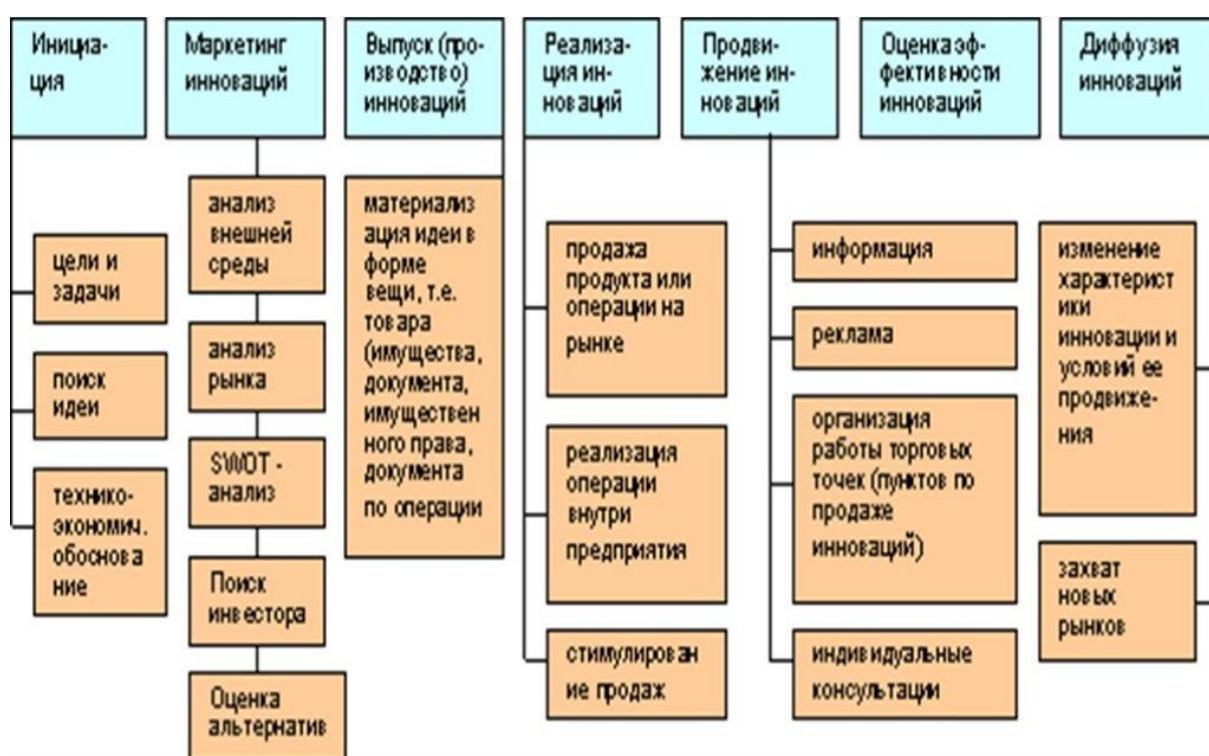 Инициа-
ция
Маркетинг
инноваций
Выпуск (про-
изводство)
инноваций
Реализа-
ция ин-
новаций
Продви-
жение ин-
новаций
Оценка эф-
фективности
инноваций
Диффузия
инноваций
цели и
задачи
поиск
идеи
технико-
экономич.
обоснова
ние
анализ
внешней
среды
анализ
рынка
SWOT -
анализ
Поиск
инвестора
Оценка
альтернатив
материализ
ация идеи в
форме
вещи, т.е.
товара
(имущества,
документа,
имуществен
ного права,
документа
по операции
продажа
продукта или
операции на
рынке
реализация
операции
внутри
предприятия
стимулирован
ие продаж
информация
реклама
организация
работы торговых
точек (пунктов по
продаже
инноваций)
индивидуальные
консультации
изменение
характерист
ики
инновации и
условий ее
продвиже-
ния
захват
новых
рынков